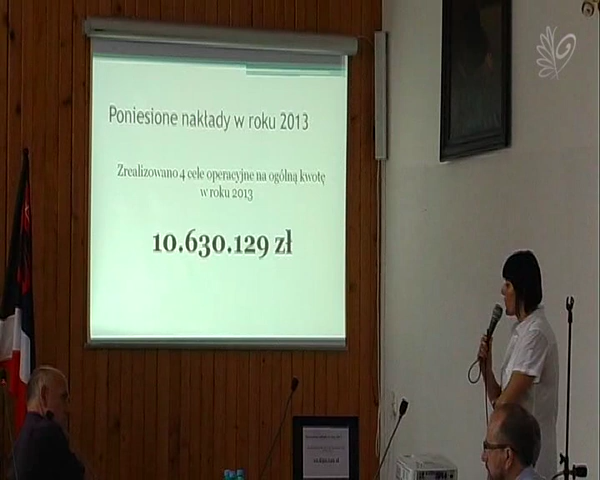 Poniesione nakłady w roku 2013
Zrealizowano 4 cele operacyjne na ogólną kwotę
w roku 2013
10.630.129 zł